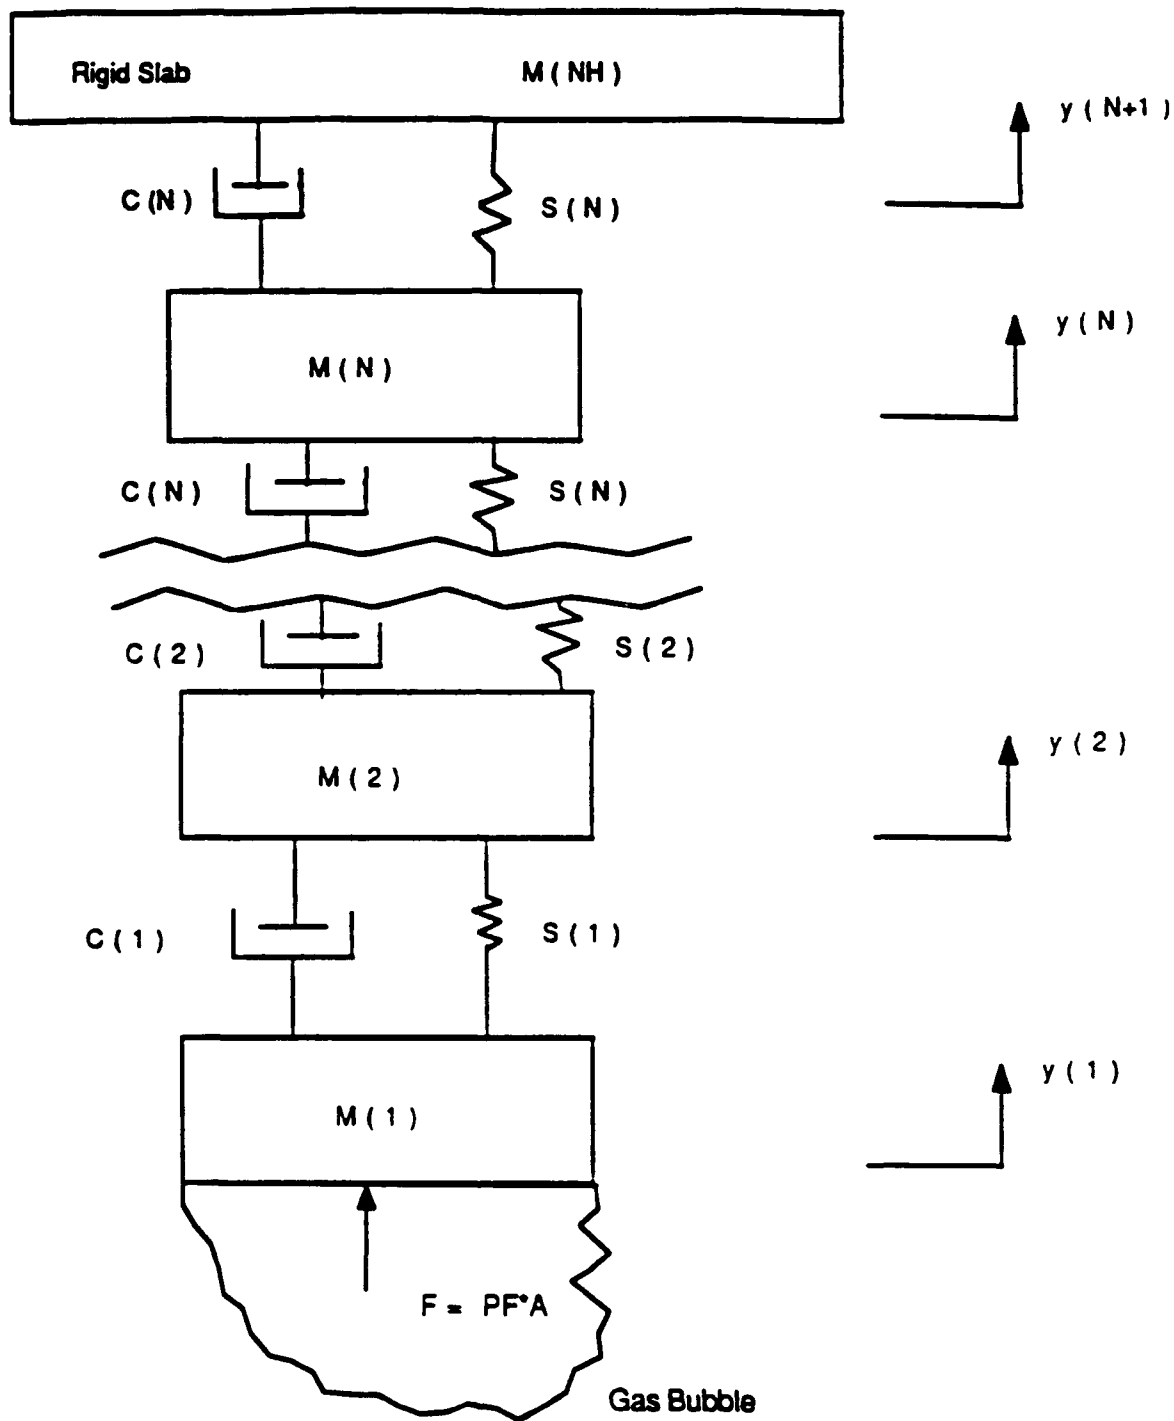 Rigid Slab M ( NH )
y ( N+1 )
C (N) S ( N )
y ( N )
M ( N )
C ( N ) S ( N )
C ( 2 ) S ( 2 )
y ( 2 )
M ( 2 )
C ( 1 ) S ( 1 )
y ( 1 )
M ( 1 )
F = PF*A
Gas Bubble